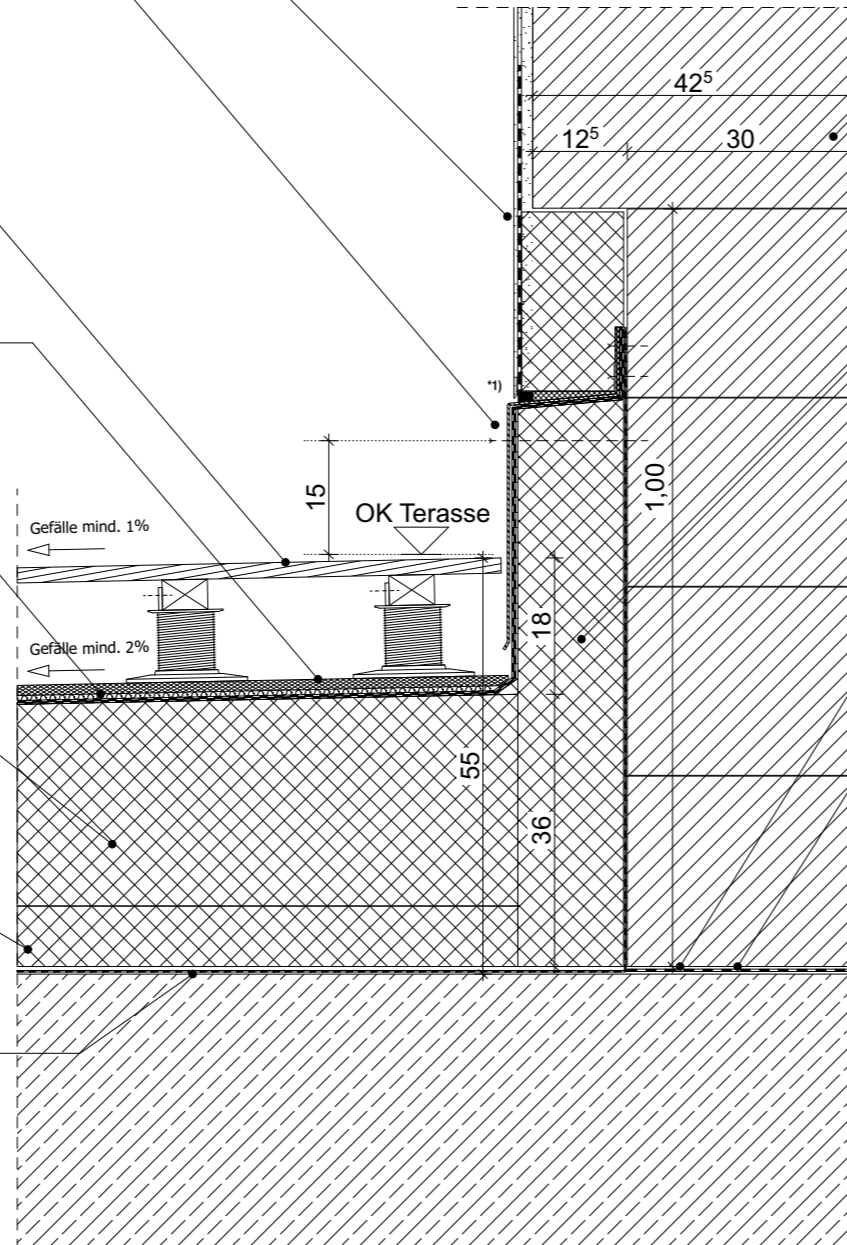 42⁵
12⁵ 30
*1)
15
1,00
OK Terasse
Gefälle mind. 1%
18
Gefälle mind. 2%
55
36